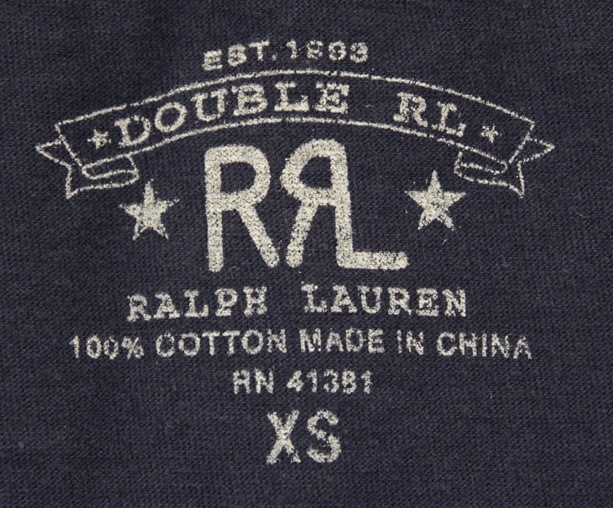 EST. 1993
DOUBLE RL
RRL
RALPH LAUREN
100% COTTON MADE IN CHINA
RN 41381
XS